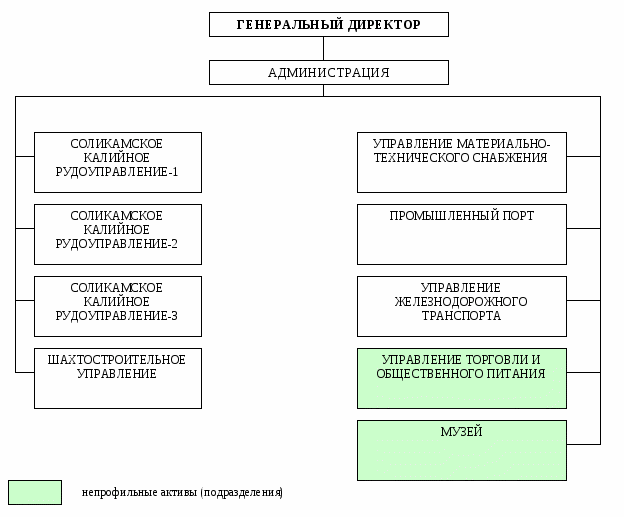 ГЕНЕРАЛЬНЫЙ ДИРЕКТОР
АДМИНИСТРАЦИЯ
СОЛИКАМСКОЕ
КАЛИЙНОЕ
РУДОУПРАВЛЕНИЕ-1
СОЛИКАМСКОЕ
КАЛИЙНОЕ
РУДОУПРАВЛЕНИЕ-2
СОЛИКАМСКОЕ
КАЛИЙНОЕ
РУДОУПРАВЛЕНИЕ-3
ШАХТОСТРОИТЕЛЬНОЕ
УПРАВЛЕНИЕ
УПРАВЛЕНИЕ МАТЕРИАЛЬНО-
ТЕХНИЧЕСКОГО СНАБЖЕНИЯ
ПРОМЫШЛЕННЫЙ ПОРТ
УПРАВЛЕНИЕ
ЖЕЛЕЗНОДОРОЖНОГО
ТРАНСПОРТА
УПРАВЛЕНИЕ ТОРГОВЛИ И
ОБЩЕСТВЕННОГО ПИТАНИЯ
МУЗЕЙ
непрофильные активы (подразделения)